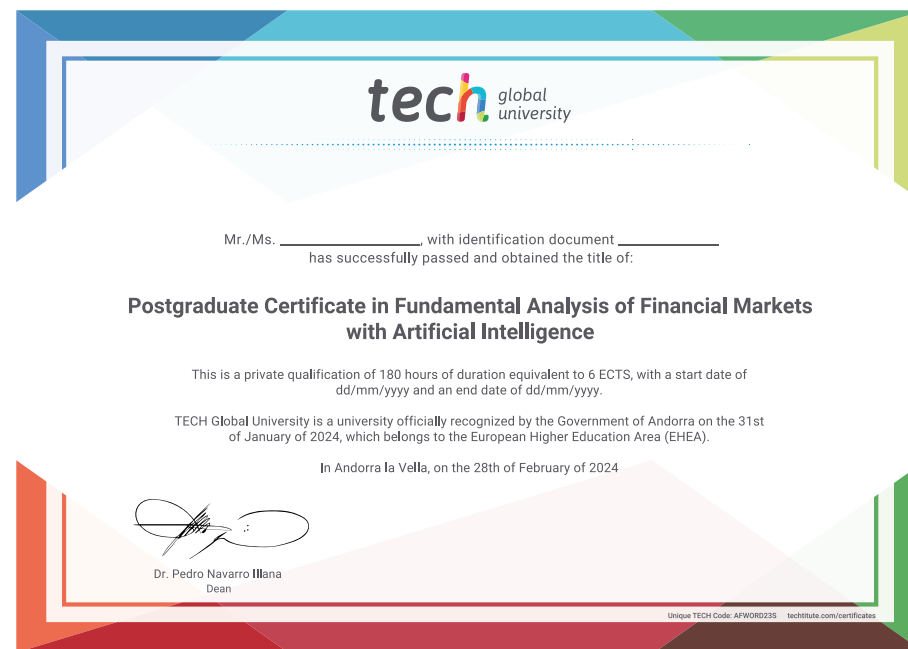 tech global
university
Mr./Ms. ____________, with identification document ____________
has successfully passed and obtained the title of:
Postgraduate Certificate in Fundamental Analysis of Financial Markets
with Artificial Intelligence
This is a private qualification of 180 hours of duration equivalent to 6 ECTS, with a start date of
dd/mm/yyyy and an end date of dd/mm/yyyy.
TECH Global University is a university officially recognized by the Government of Andorra on the 31st
of January of 2024, which belongs to the European Higher Education Area (EHEA).
In Andorra la Vella, on the 28th of February of 2024
Dr. Pedro Navarro Illana
Dean
Unique TECH Code: AFWORD23S techtitute.com/certificates